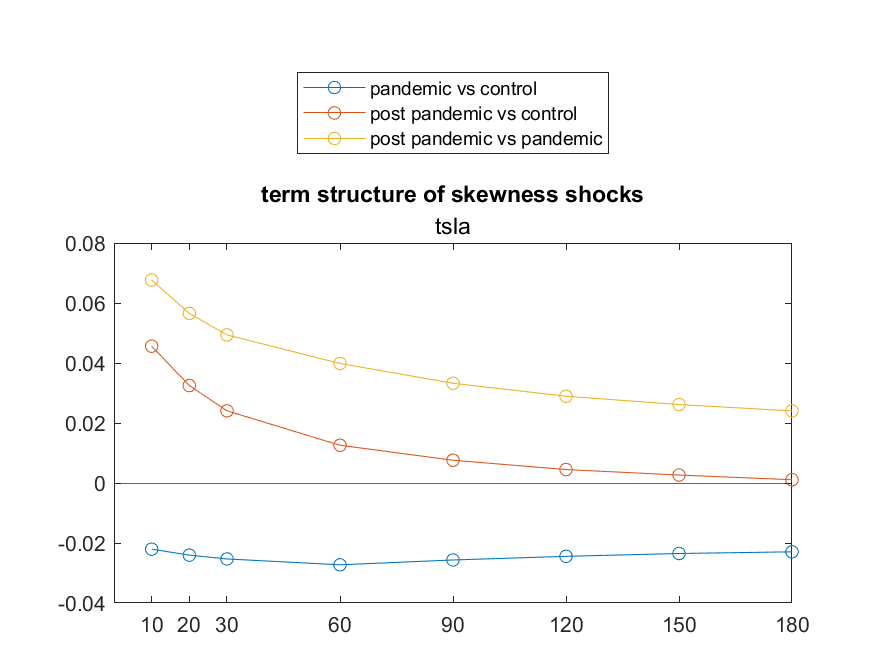 pandemic vs control
post pandemic vs control
post pandemic vs pandemic
term structure of skewness shocks
tsla
0.08
0.06
0.04
0.02
0
-0.02
-0.04
10 20 30 60 90 120 150 180